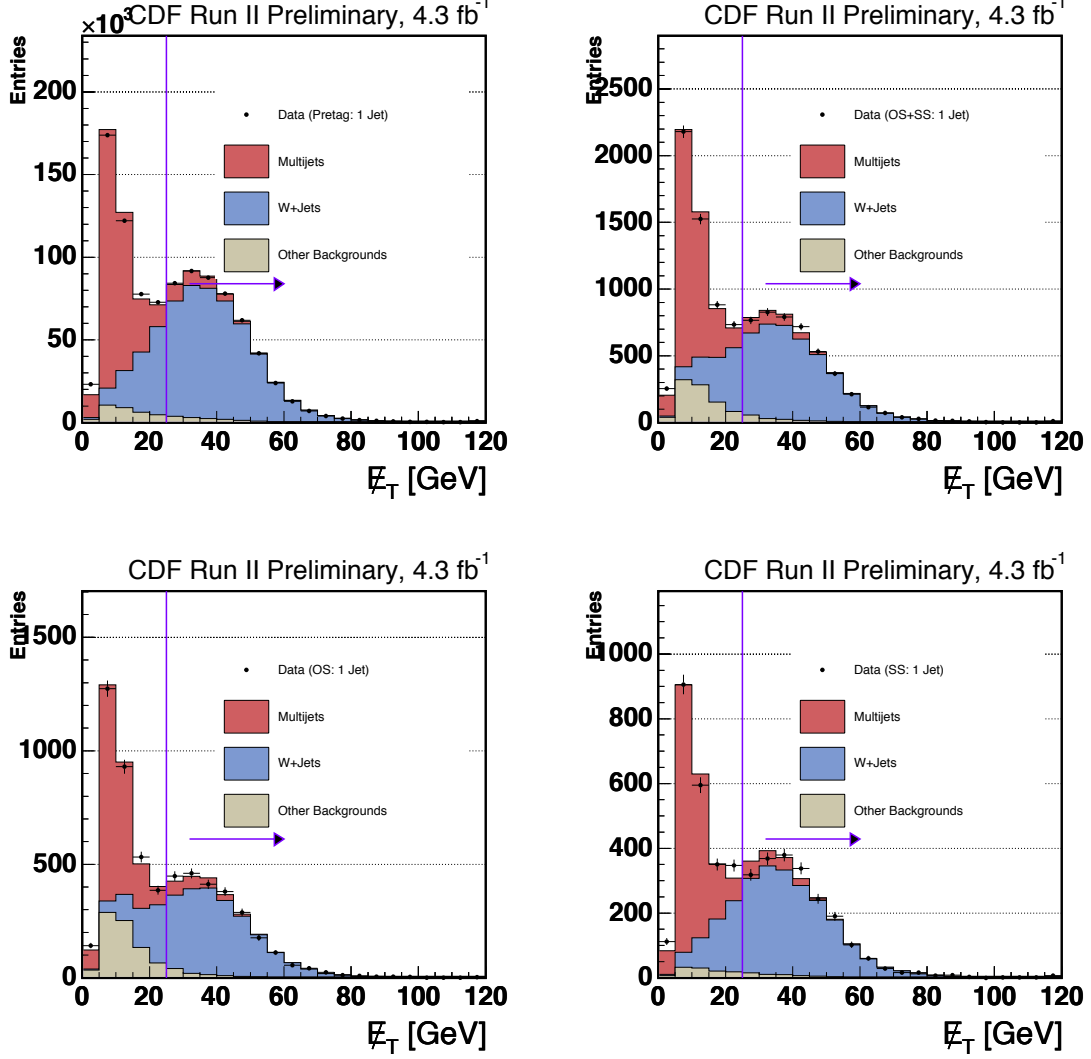 CDF Run II Preliminary, 4.3 fb⁻¹
×10³
Entries
200
150
100
50
0
Data (Pretag: 1 Jet)
Multijets
W+Jets
Other Backgrounds
0 20 40 60 80 100 120
E̸_T [GeV]
CDF Run II Preliminary, 4.3 fb⁻¹
Entries
2500
2000
1500
1000
500
0
Data (OS+SS: 1 Jet)
Multijets
W+Jets
Other Backgrounds
0 20 40 60 80 100 120
E̸_T [GeV]
CDF Run II Preliminary, 4.3 fb⁻¹
Entries
1500
1000
500
0
Data (OS: 1 Jet)
Multijets
W+Jets
Other Backgrounds
0 20 40 60 80 100 120
E̸_T [GeV]
CDF Run II Preliminary, 4.3 fb⁻¹
Entries
1000
800
600
400
200
0
Data (SS: 1 Jet)
Multijets
W+Jets
Other Backgrounds
0 20 40 60 80 100 120
E̸_T [GeV]